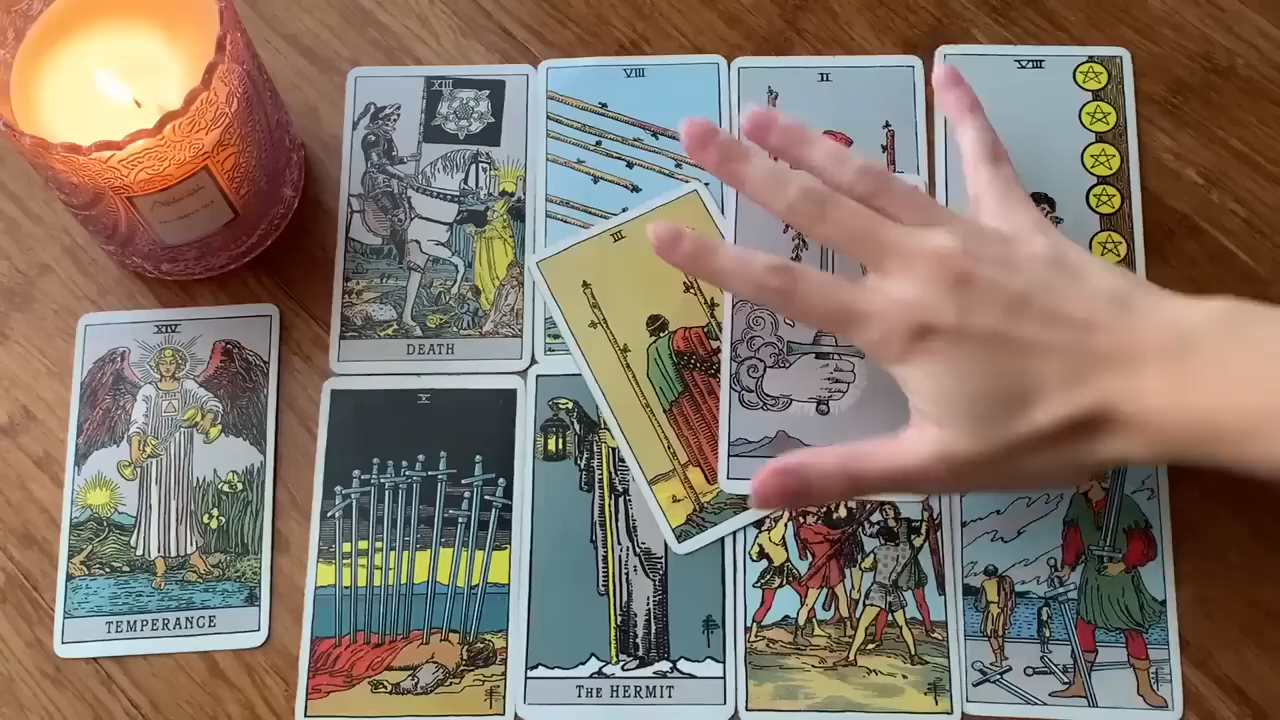 XIII
VIII
II
VIII
III
DEATH
XIV
X
TEMPERANCE
THE HERMIT